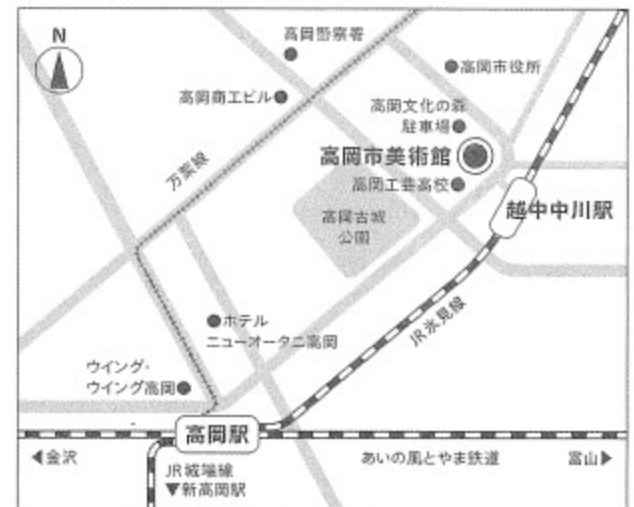 N
高岡警察署
高岡市役所
高岡商工ビル
高岡文化の森
駐車場
万葉線
高岡市美術館
高岡工芸高校
高岡古城
公園
越中中川駅
JR氷見線
ホテル
ニューオータニ高岡
ウイング・
ウイング高岡
高岡駅
◀金沢
あいの風とやま鉄道
富山▶
JR城端線
▼新高岡駅